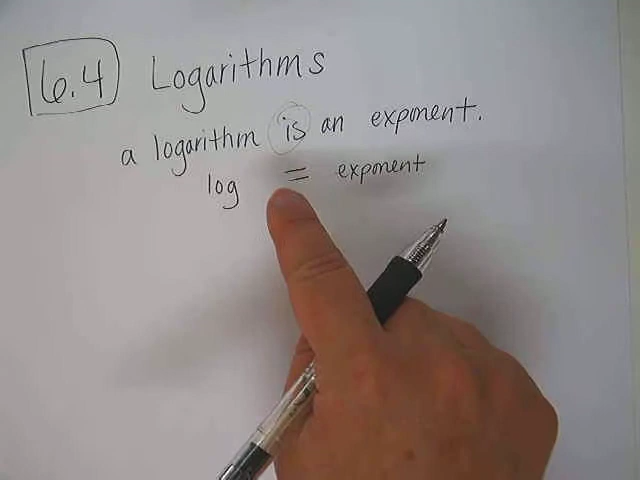 6.4 Logarithms
a logarithm is an exponent.
log = exponent